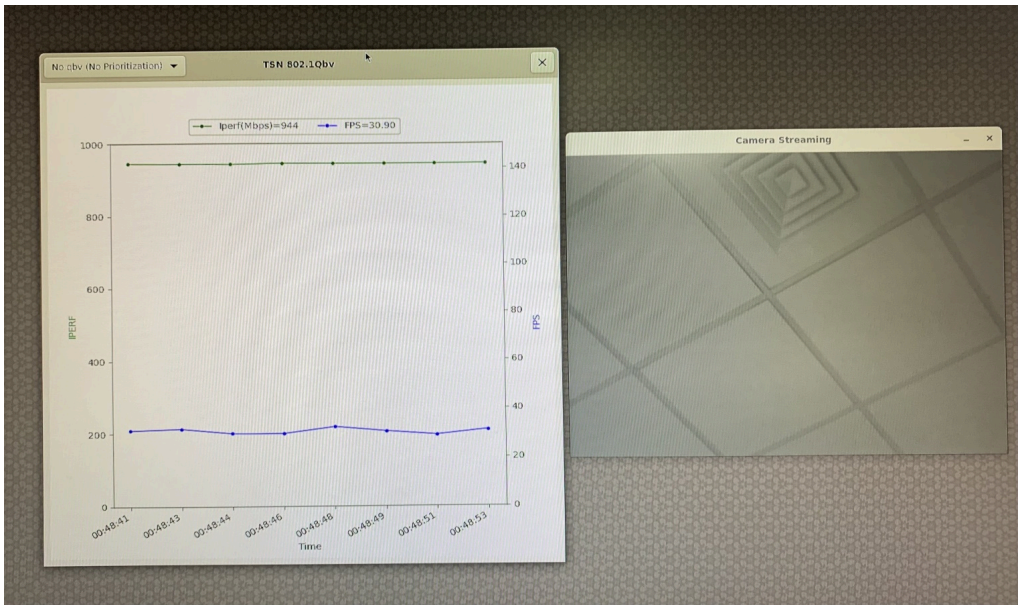 No qbv (No Prioritization)
TSN 802.1Qbv
Iperf(Mbps)=944
FPS=30.90
1000
800
600
400
200
0
IPERF
140
120
100
80
60
40
20
0
FPS
00:48:41
00:48:43
00:48:44
00:48:46
00:48:48
00:48:49
00:48:51
00:48:53
Time
Camera Streaming